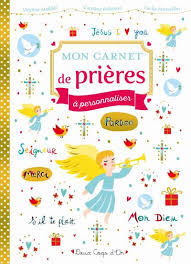 Jésus I ❤ you
MON CARNET
de prières
à personnaliser
Pardon
Seigneur
Merci
Mon Dieu
S'il te plaît
Deux Coqs d'Or